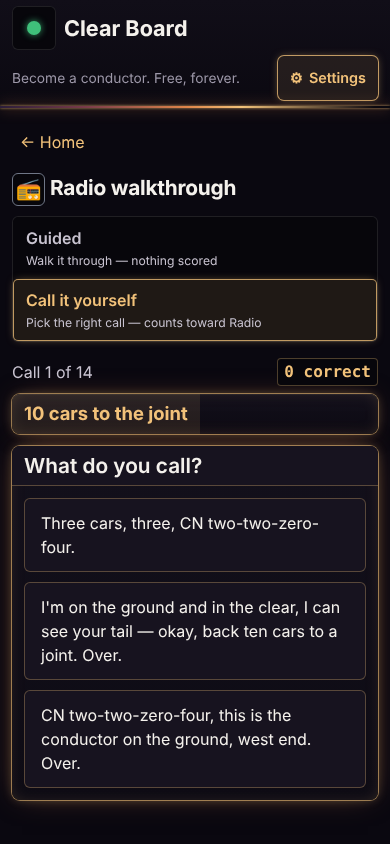 Clear Board
Become a conductor. Free, forever.
⚙ Settings
← Home
📻 Radio walkthrough
Guided
Walk it through — nothing scored
Call it yourself
Pick the right call — counts toward Radio
Call 1 of 14
0 correct
10 cars to the joint
What do you call?
Three cars, three, CN two-two-zero-
four.
I'm on the ground and in the clear, I can
see your tail — okay, back ten cars to a
joint. Over.
CN two-two-zero-four, this is the
conductor on the ground, west end.
Over.